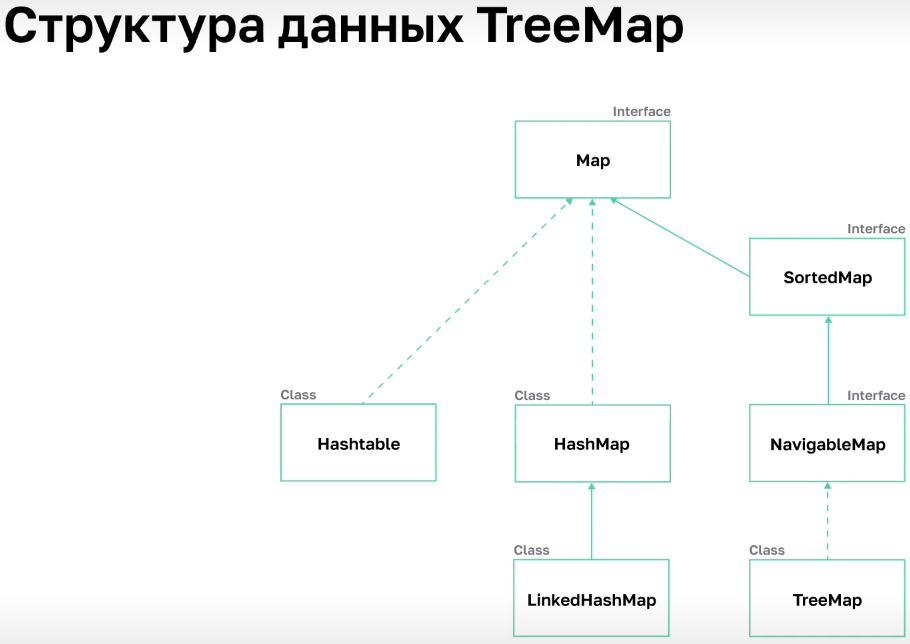 Структура данных TreeMap
Interface
Map
Interface
SortedMap
Class
Hashtable
Class
HashMap
Interface
NavigableMap
Class
LinkedHashMap
Class
TreeMap